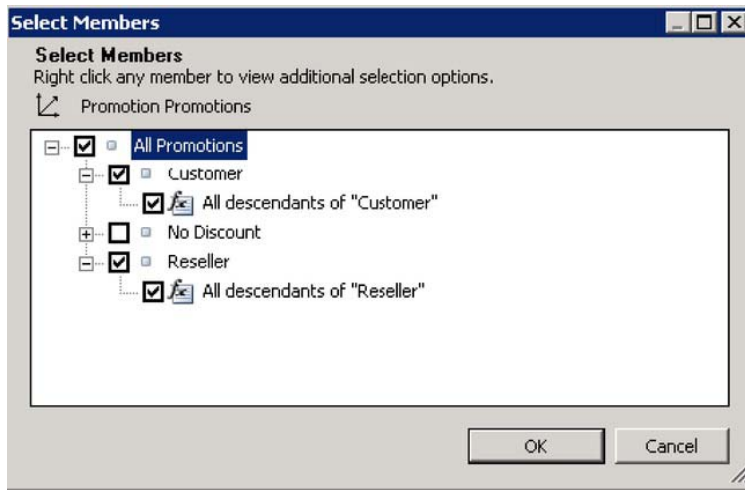 Select Members
Select Members
Right click any member to view additional selection options.
Promotion Promotions
All Promotions
Customer
All descendants of "Customer"
No Discount
Reseller
All descendants of "Reseller"
OK Cancel